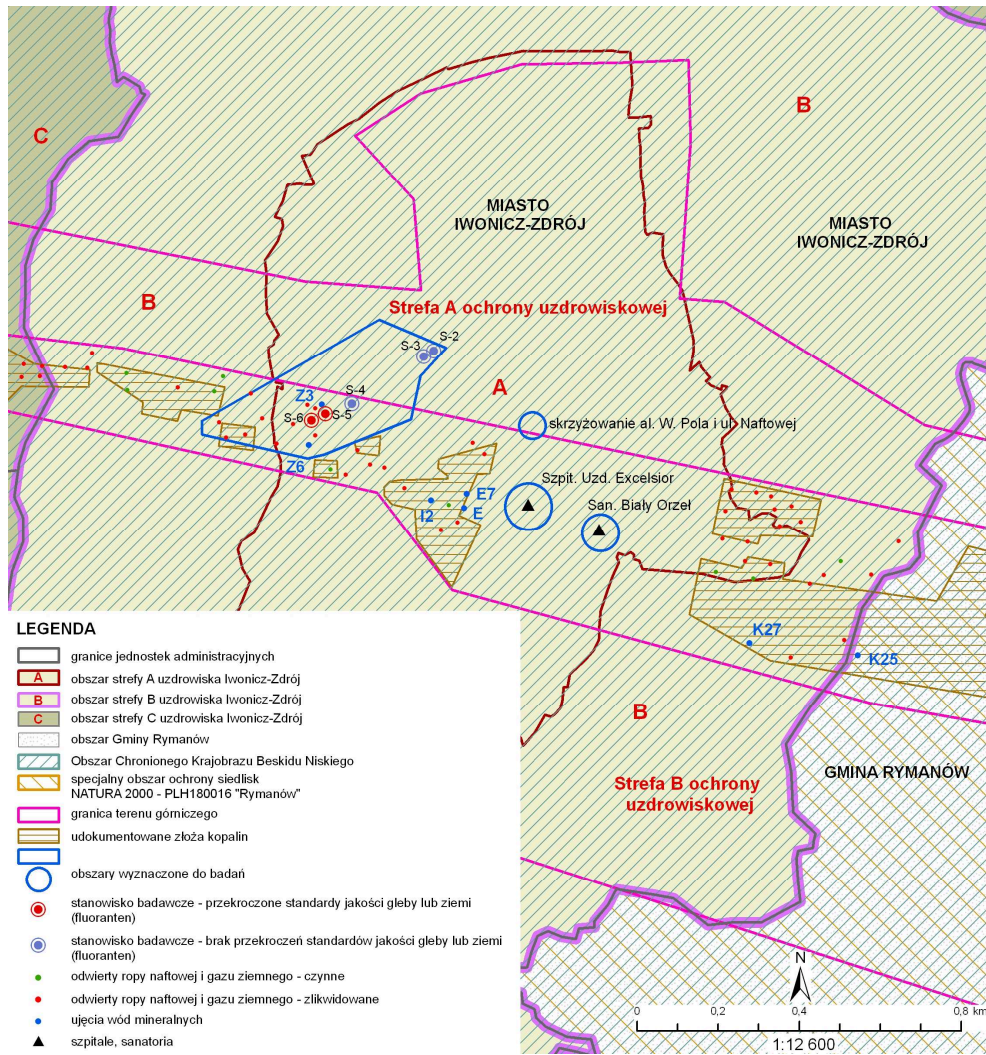 B
C
MIASTO
IWONICZ-ZDRÓJ
MIASTO
IWONICZ-ZDRÓJ
B
Strefa A ochrony uzdrowiskowej
S-2
S-3
A
S-4
Z3
S-5
S-6
skrzyżowanie al. W. Pola i ul. Naftowej
Z6
Szpit. Uzd. Excelsior
E7
San. Biały Orzeł
I2
E
K27
K25
B
GMINA RYMANÓW
Strefa B ochrony
uzdrowiskowej
LEGENDA
granice jednostek administracyjnych
A obszar strefy A uzdrowiska Iwonicz-Zdrój
B obszar strefy B uzdrowiska Iwonicz-Zdrój
C obszar strefy C uzdrowiska Iwonicz-Zdrój
obszar Gminy Rymanów
Obszar Chronionego Krajobrazu Beskidu Niskiego
specjalny obszar ochrony siedlisk
NATURA 2000 - PLH180016 "Rymanów"
granica terenu górniczego
udokumentowane złoża kopalin
obszary wyznaczone do badań
stanowisko badawcze - przekroczone standardy jakości gleby lub ziemi
(fluoranten)
stanowisko badawcze - brak przekroczeń standardów jakości gleby lub ziemi
(fluoranten)
odwierty ropy naftowej i gazu ziemnego - czynne
odwierty ropy naftowej i gazu ziemnego - zlikwidowane
ujęcia wód mineralnych
szpitale, sanatoria
N
0 0,2 0,4 0,8 km
1:12 600